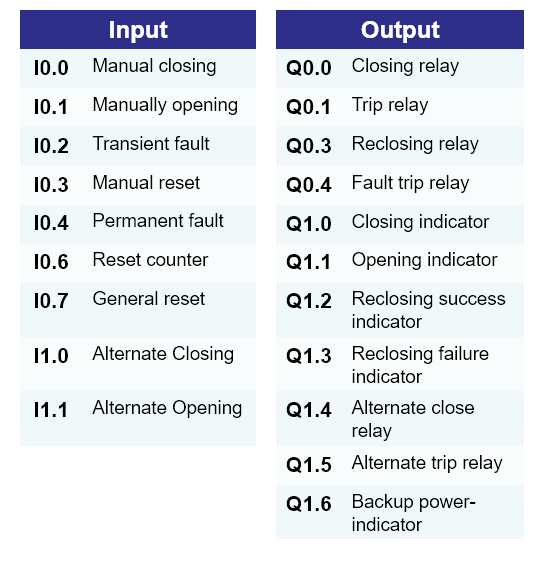 Input
I0.0 Manual closing
I0.1 Manually opening
I0.2 Transient fault
I0.3 Manual reset
I0.4 Permanent fault
I0.6 Reset counter
I0.7 General reset
I1.0 Alternate Closing
I1.1 Alternate Opening
Output
Q0.0 Closing relay
Q0.1 Trip relay
Q0.3 Reclosing relay
Q0.4 Fault trip relay
Q1.0 Closing indicator
Q1.1 Opening indicator
Q1.2 Reclosing success
indicator
Q1.3 Reclosing failure
indicator
Q1.4 Alternate close
relay
Q1.5 Alternate trip relay
Q1.6 Backup power-
indicator